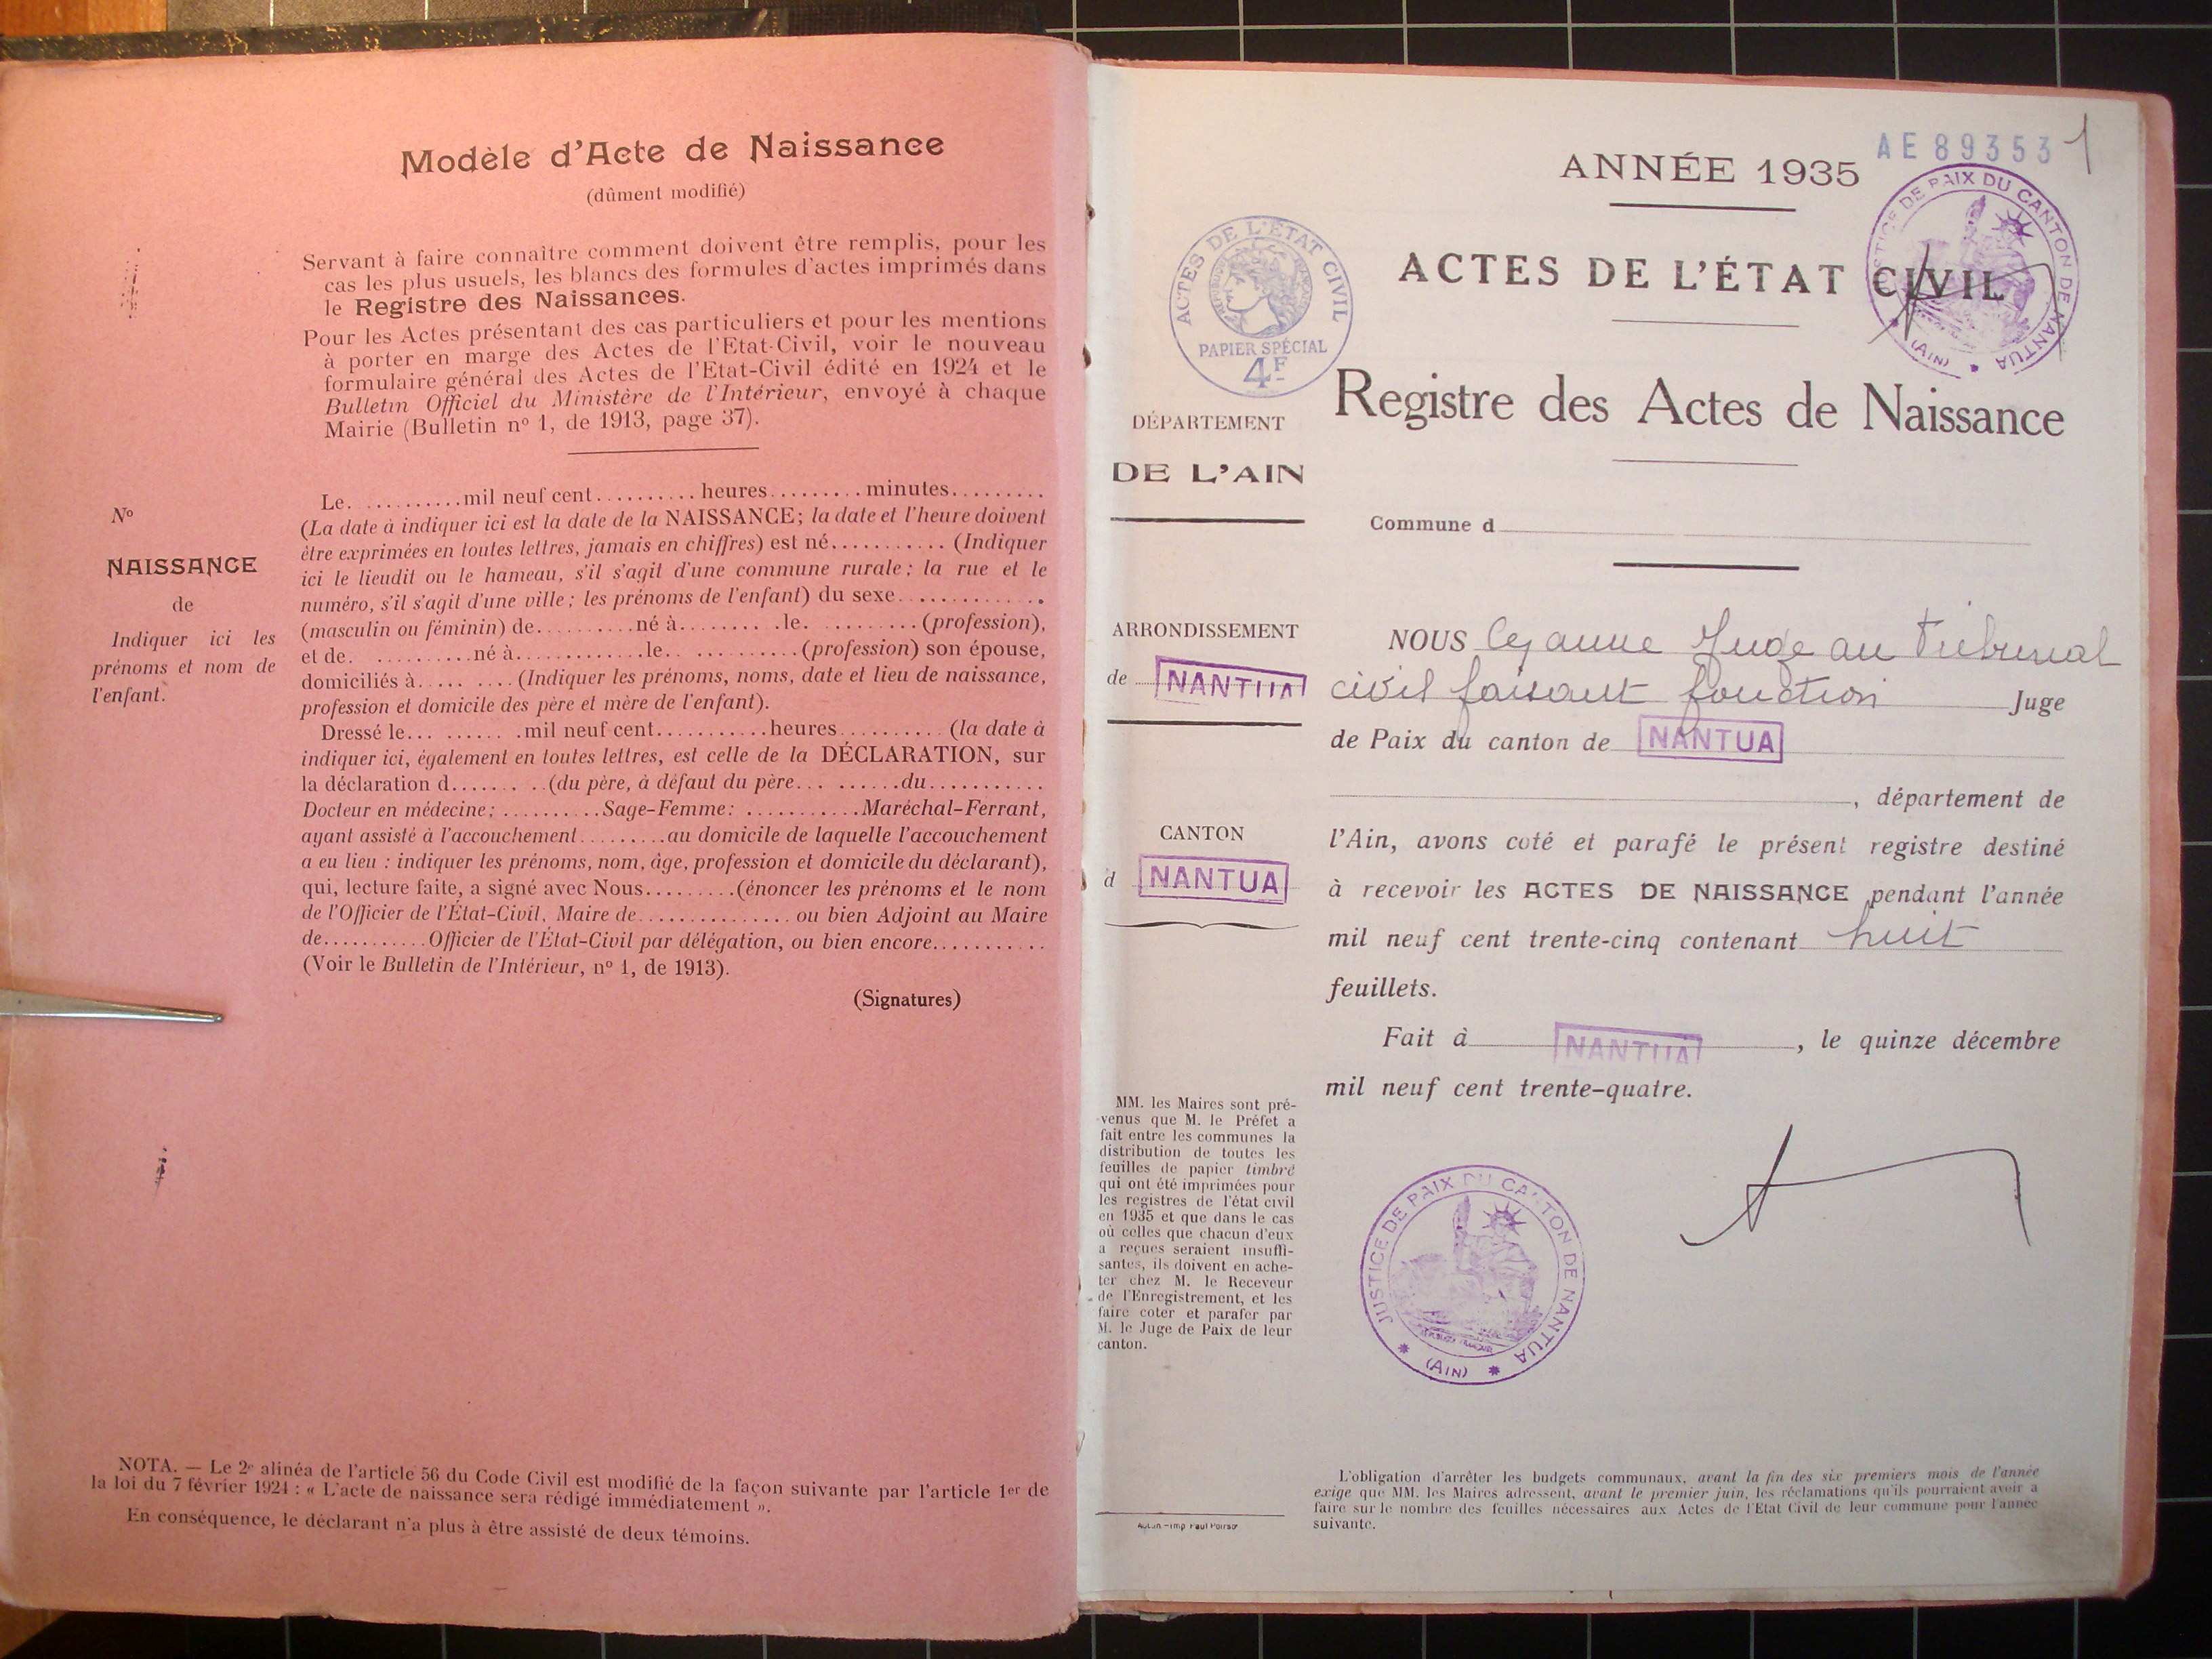 Modèle d'Acte de Naissance
(dûment modifié)
Servant à faire connaître comment doivent être remplis, pour les
cas les plus usuels, les blancs des formules d'actes imprimés dans
le Registre des Naissances.
Pour les Actes présentant des cas particuliers et pour les mentions
à porter en marge des Actes de l'Etat-Civil, voir le nouveau
formulaire général des Actes de l'Etat-Civil édité en 1924 et le
Bulletin Officiel du Ministère de l'Intérieur, envoyé à chaque
Mairie (Bulletin nº 1, de 1913, page 37).
Nº
NAISSANCE
de
Indiquer ici les
prénoms et nom de
l'enfant.
Le. ..........mil neuf cent.......... heures.........minutes.........
(La date à indiquer ici est la date de la NAISSANCE; la date et l'heure doivent
être exprimées en toutes lettres, jamais en chiffres) est né........... (Indiquer
ici le lieudit ou le hameau, s'il s'agit d'une commune rurale; la rue et le
numéro, s'il s'agit d'une ville; les prénoms de l'enfant) du sexe.............
(masculin ou féminin) de..........né à.........le. ..........(profession),
et de. ..........né à.............le.. ...........(profession) son épouse,
domiciliés à..... ....(Indiquer les prénoms, noms, date et lieu de naissance,
profession et domicile des père et mère de l'enfant).
Dressé le... ....... .mil neuf cent............heures........... (la date à
indiquer ici, également en toutes lettres, est celle de la DÉCLARATION, sur
la déclaration d....... ..(du père, à défaut du père... .......du............
Docteur en médecine; ..........Sage-Femme: ............Maréchal-Ferrant,
ayant assisté à l'accouchement.........au domicile de laquelle l'accouchement
a eu lieu : indiquer les prénoms, nom, âge, profession et domicile du déclarant),
qui, lecture faite, a signé avec Nous.........(énoncer les prénoms et le nom
de l'Officier de l'État-Civil, Maire de............... ou bien Adjoint au Maire
de...........Officier de l'État-Civil par délégation, ou bien encore...........
(Voir le Bulletin de l'Intérieur, nº 1, de 1913).
(Signatures)
NOTA. — Le 2e alinéa de l'article 56 du Code Civil est modifié de la façon suivante par l'article 1er de
la loi du 7 février 1924 : « L'acte de naissance sera rédigé immédiatement ».
En conséquence, le déclarant n'a plus à être assisté de deux témoins.
AE 89353 1
ANNÉE 1935
JUSTICE DE PAIX DU CANTON DE NANTUA
(AIN)
ACTES DE L'ÉTAT CIVIL
ACTES DE L'ÉTAT CIVIL
PAPIER SPÉCIAL
4F
Registre des Actes de Naissance
DÉPARTEMENT
DE L'AIN
Commune d
ARRONDISSEMENT
de NANTUA
CANTON
d NANTUA
NOUS Juge au Tribunal
civil faisant fonction Juge
de Paix du canton de NANTUA
, département de
l'Ain, avons coté et parafé le présent registre destiné
à recevoir les ACTES DE NAISSANCE pendant l'année
mil neuf cent trente-cinq contenant huit
feuillets.
Fait à NANTUA, le quinze décembre
mil neuf cent trente-quatre.
MM. les Maires sont pré-
venus que M. le Préfet a
fait entre les communes la
distribution de toutes les
feuilles de papier timbré
qui ont été imprimées pour
les registres de l'état civil
en 1935 et que dans le cas
où celles que chacun d'eux
a reçues seraient insuffi-
santes, ils doivent en ache-
ter chez M. le Receveur
de l'Enregistrement, et les
faire coter et parafer par
M. le Juge de Paix de leur
canton.
JUSTICE DE PAIX DU CANTON DE NANTUA
(AIN)
L'obligation d'arrêter les budgets communaux, avant la fin des six premiers mois de l'année
exige que MM. les Maires adressent, avant le premier juin, les réclamations qu'ils pourraient avoir a
faire sur le nombre des feuilles nécessaires aux Actes de l'Etat Civil de leur commune pour l'année
suivante.